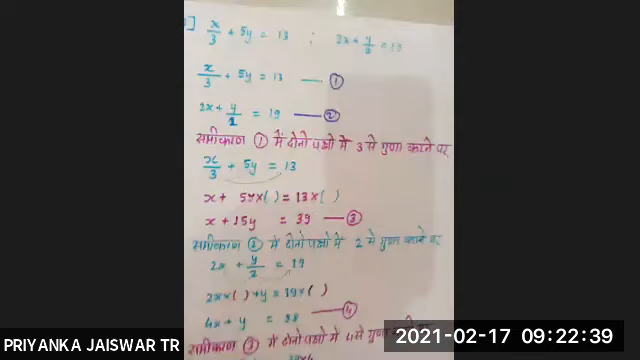 x/3 + 5y = 13 ; 2x + y/2 = 19
x/3 + 5y = 13 —— ①
2x + y/2 = 19 —— ②
समीकरण ① में दोनो पक्षो में 3 से गुणा करने पर
x/3 + 5y = 13
x + 5y×( ) = 13×( )
x + 15y = 39 —— ③
समीकरण ② में दोनो पक्षो में 2 से गुणा करने पर
2x + y/2 = 19
2x×( ) + y = 19×( )
4x + y = 38 —— ④
समीकरण ③ में दोनो पक्षो में 4 से गुणा
PRIYANKA JAISWAR TR
2021-02-17 09:22:39